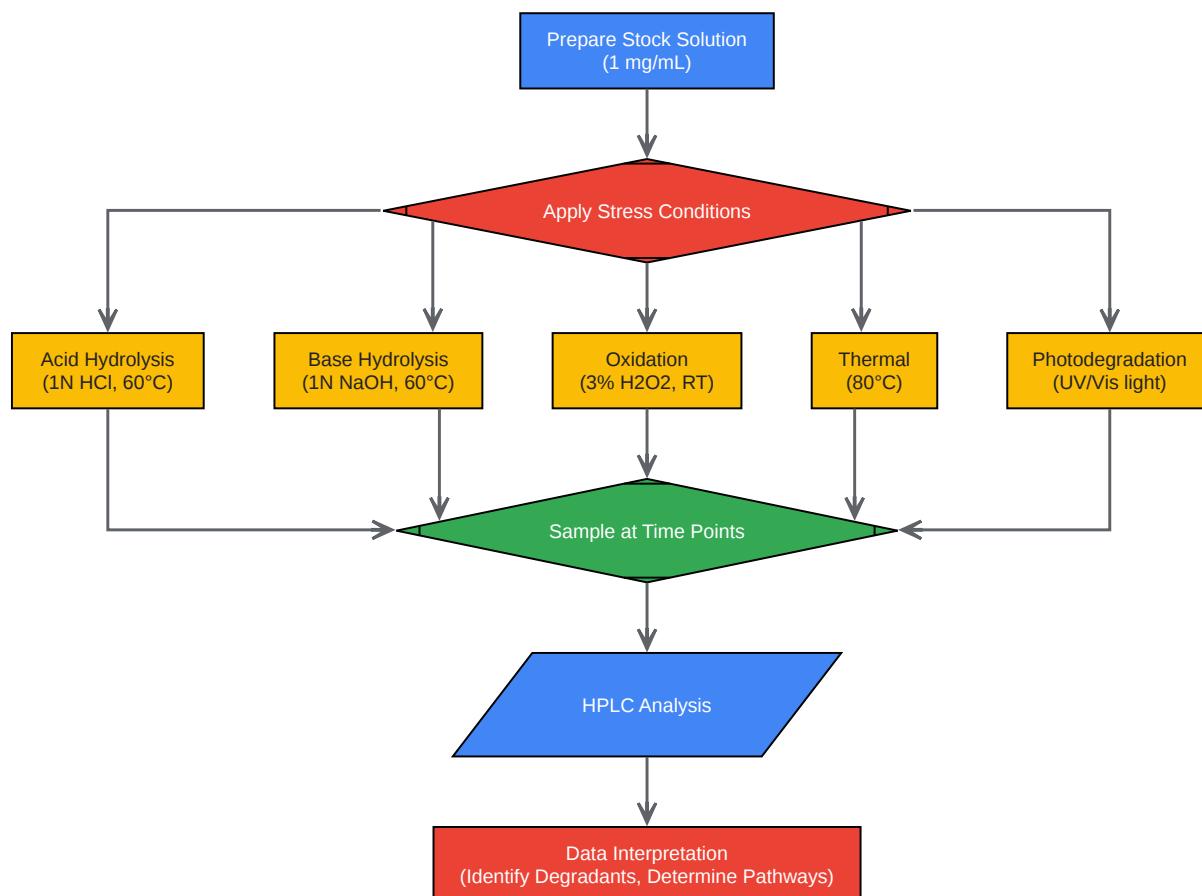 Prepare Stock Solution
(1 mg/mL)
Apply Stress Conditions
Acid Hydrolysis
(1N HCl, 60°C)
Base Hydrolysis
(1N NaOH, 60°C)
Oxidation
(3% H2O2, RT)
Thermal
(80°C)
Photodegradation
(UV/Vis light)
Sample at Time Points
HPLC Analysis
Data Interpretation
(Identify Degradants, Determine Pathways)